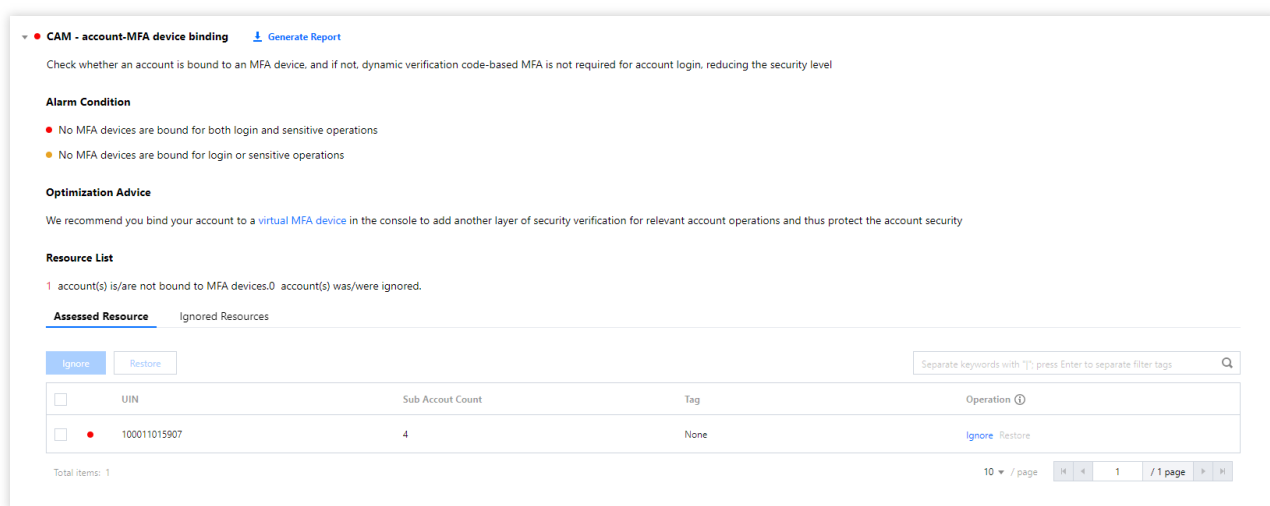 CAM - account-MFA device binding Generate Report
Check whether an account is bound to an MFA device, and if not, dynamic verification code-based MFA is not required for account login, reducing the security level
Alarm Condition
No MFA devices are bound for both login and sensitive operations
No MFA devices are bound for login or sensitive operations
Optimization Advice
We recommend you bind your account to a virtual MFA device in the console to add another layer of security verification for relevant account operations and thus protect the account security
Resource List
1 account(s) is/are not bound to MFA devices.0 account(s) was/were ignored.
Assessed Resource Ignored Resources
Ignore Restore Separate keywords with "|"; press Enter to separate filter tags
UIN Sub Accout Count Tag Operation
100011015907 4 None Ignore Restore
Total items: 1 10 / page 1 / 1 page